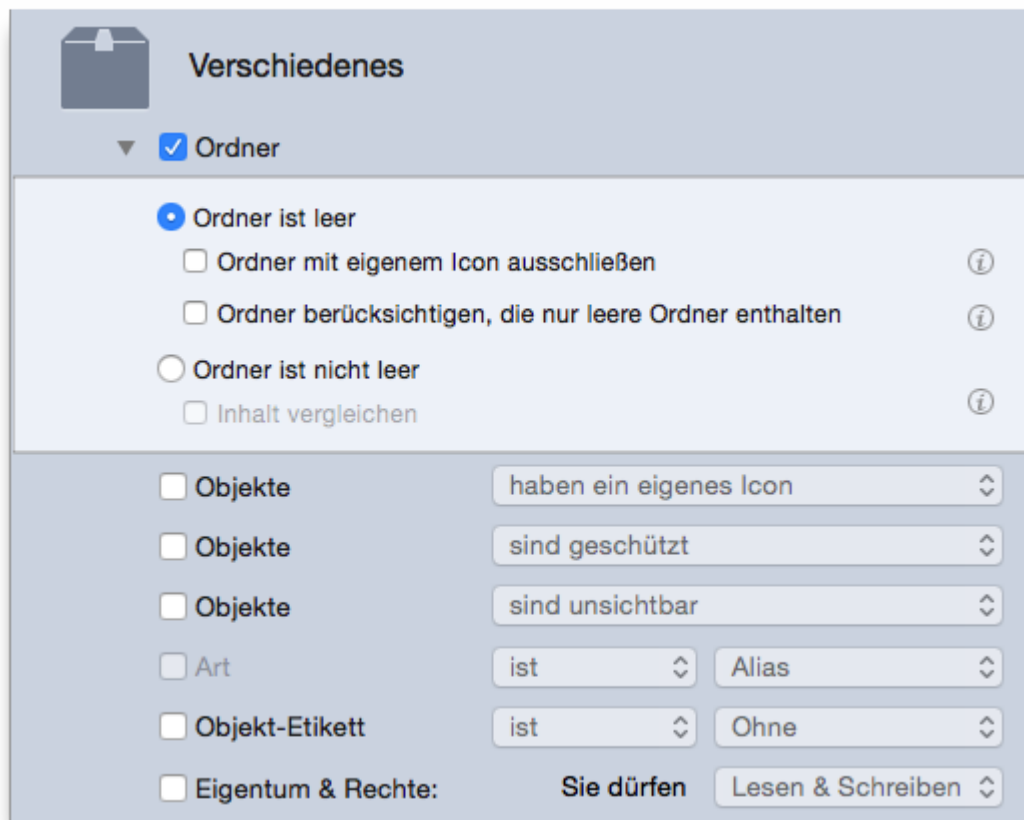 Verschiedenes
Ordner
Ordner ist leer
Ordner mit eigenem Icon ausschließen
Ordner berücksichtigen, die nur leere Ordner enthalten
Ordner ist nicht leer
Inhalt vergleichen
Objekte haben ein eigenes Icon
Objekte sind geschützt
Objekte sind unsichtbar
Art ist Alias
Objekt-Etikett ist Ohne
Eigentum & Rechte: Sie dürfen Lesen & Schreiben